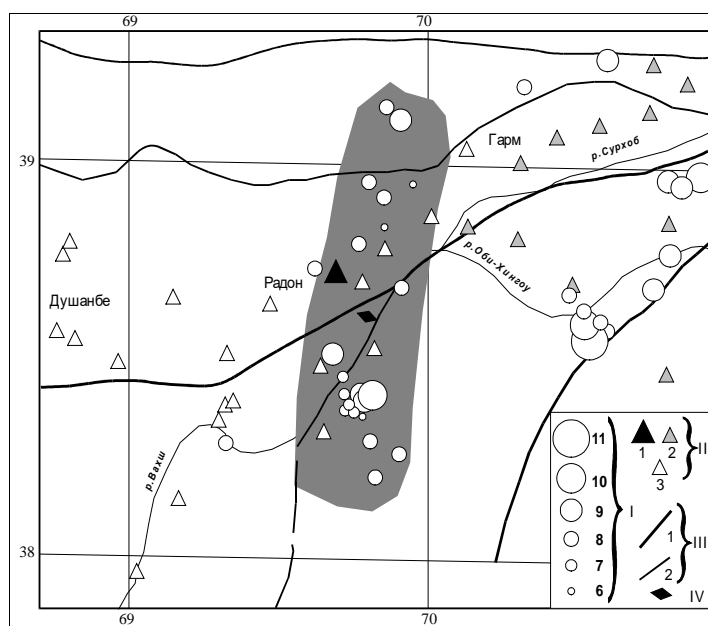 69 70
39
Гарм
р.Сурхоб
р.Оби-Хингоу
Радон
Душанбе
р.Вахш
38
69 70
11
10
9
8
7
6
I
1 2
3
II
1
2
III
IV